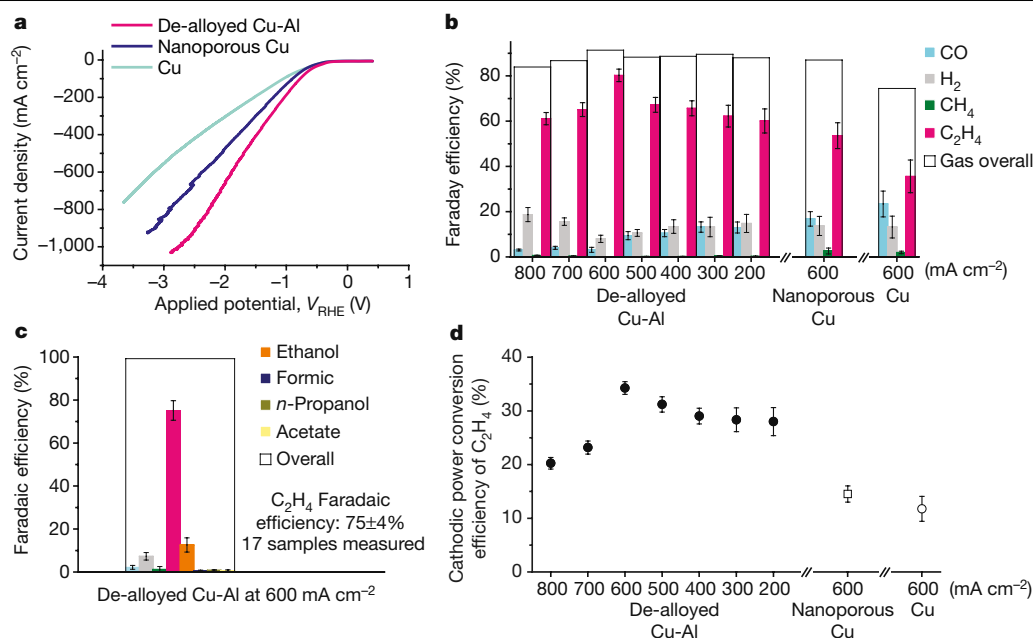 a
De-alloyed Cu-Al
Nanoporous Cu
Cu
Current density (mA cm−2)
0
−200
−400
−600
−800
−1,000
−4
−3
−2
−1
0
1
Applied potential, VRHE (V)
b
Faraday efficiency (%)
80
60
40
20
0
CO
H2
CH4
C2H4
Gas overall
800
700
600
500
400
300
200
600
600
(mA cm−2)
De-alloyed
Cu-Al
Nanoporous
Cu
Cu
c
Faradaic efficiency (%)
100
80
60
40
20
0
Ethanol
Formic
n-Propanol
Acetate
Overall
C2H4 Faradaic
efficiency: 75±4%
17 samples measured
De-alloyed Cu-Al at 600 mA cm−2
d
Cathodic power conversion
efficiency of C2H4 (%)
40
30
20
10
0
800
700
600
500
400
300
200
600
600
(mA cm−2)
De-alloyed
Cu-Al
Nanoporous
Cu
Cu